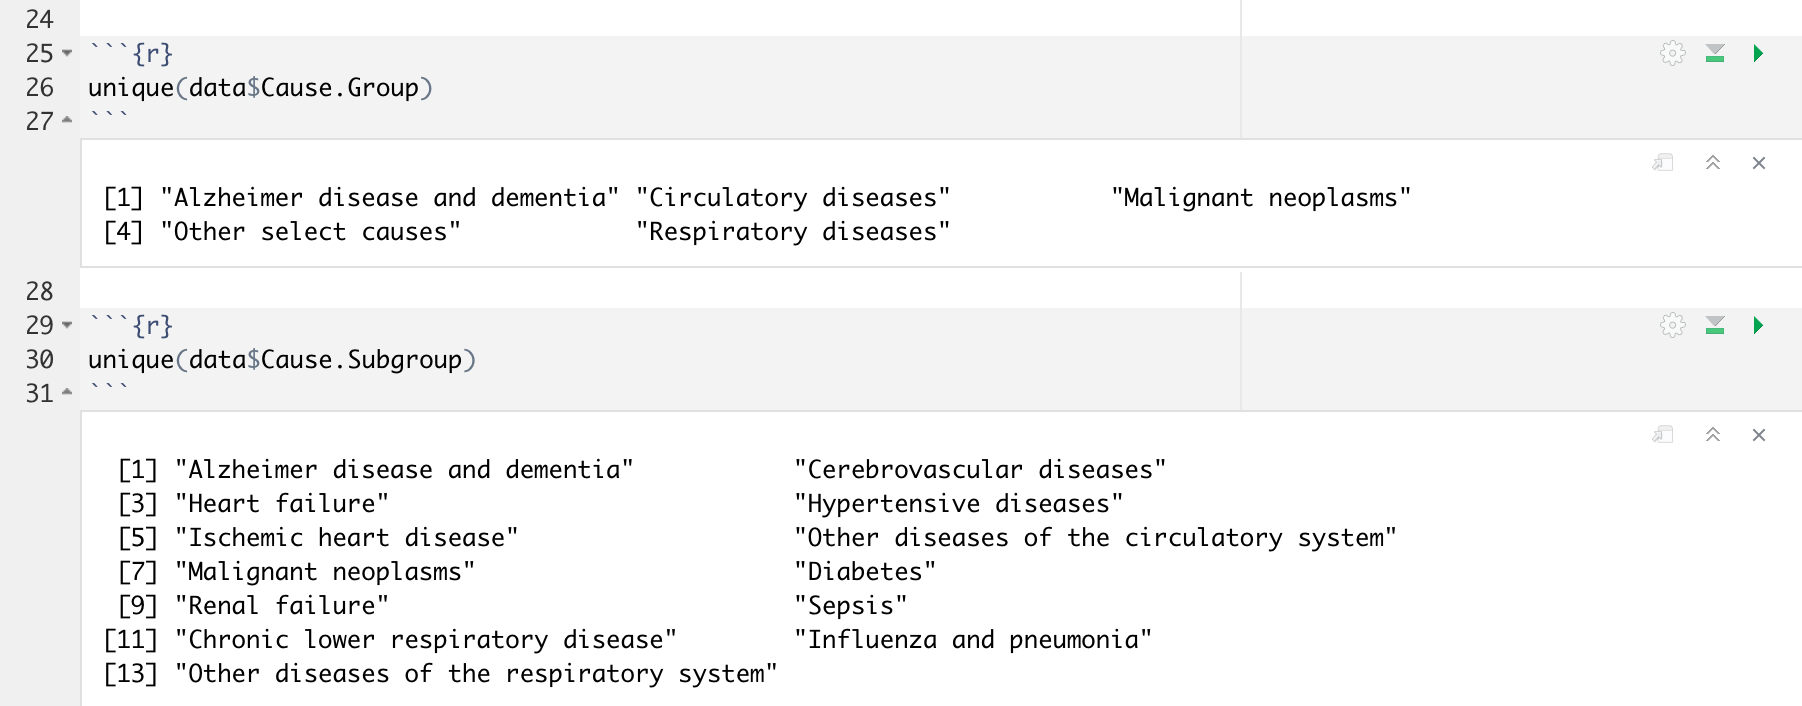 24
25 ```{r}
26 unique(data$Cause.Group)
27 ```
[1] "Alzheimer disease and dementia" "Circulatory diseases" "Malignant neoplasms"
[4] "Other select causes" "Respiratory diseases"
28
29 ```{r}
30 unique(data$Cause.Subgroup)
31 ```
[1] "Alzheimer disease and dementia" "Cerebrovascular diseases"
[3] "Heart failure" "Hypertensive diseases"
[5] "Ischemic heart disease" "Other diseases of the circulatory system"
[7] "Malignant neoplasms" "Diabetes"
[9] "Renal failure" "Sepsis"
[11] "Chronic lower respiratory disease" "Influenza and pneumonia"
[13] "Other diseases of the respiratory system"